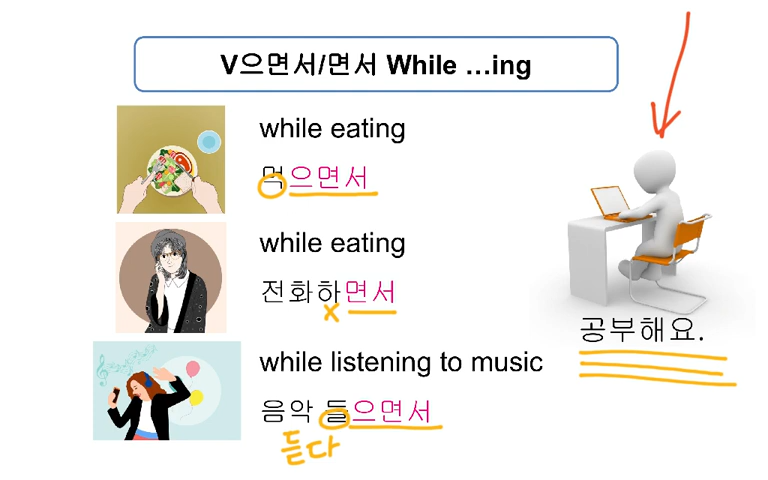 V으면서/면서 While …ing
while eating
먹으면서
while eating
전화하면서
x
while listening to music
음악 들으면서
듣다
공부해요.